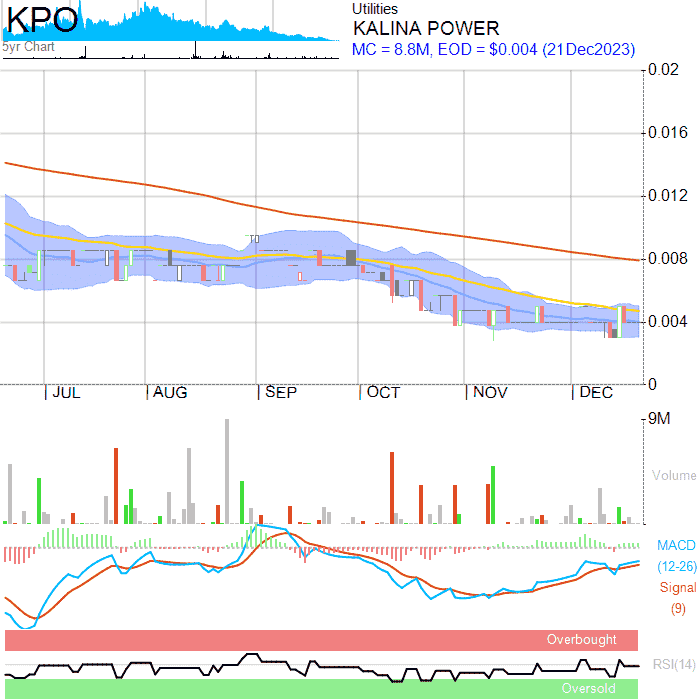 KPO
5yr Chart
Utilities
KALINA POWER
MC = 8.8M, EOD = $0.004 (21Dec2023)
0.02
0.016
0.012
0.008
0.004
0
JUL AUG SEP OCT NOV DEC
9M
Volume
MACD
(12-26)
Signal
(9)
Overbought
RSI(14)
Oversold